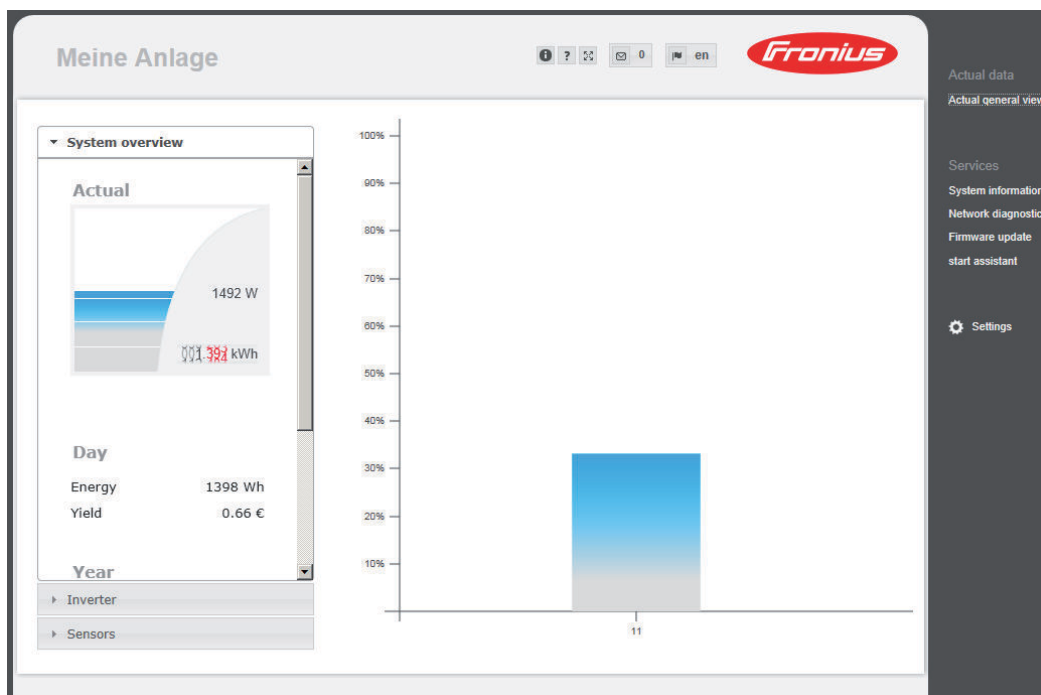 Meine Anlage
i ? 0 en
Fronius
System overview
Actual
1492 W
kWh
Day
Energy 1398 Wh
Yield 0.66 €
Year
Inverter
Sensors
100%
90%
80%
70%
60%
50%
40%
30%
20%
10%
11
Actual data
Actual general view
Services
System information
Network diagnostic
Firmware update
start assistant
Settings